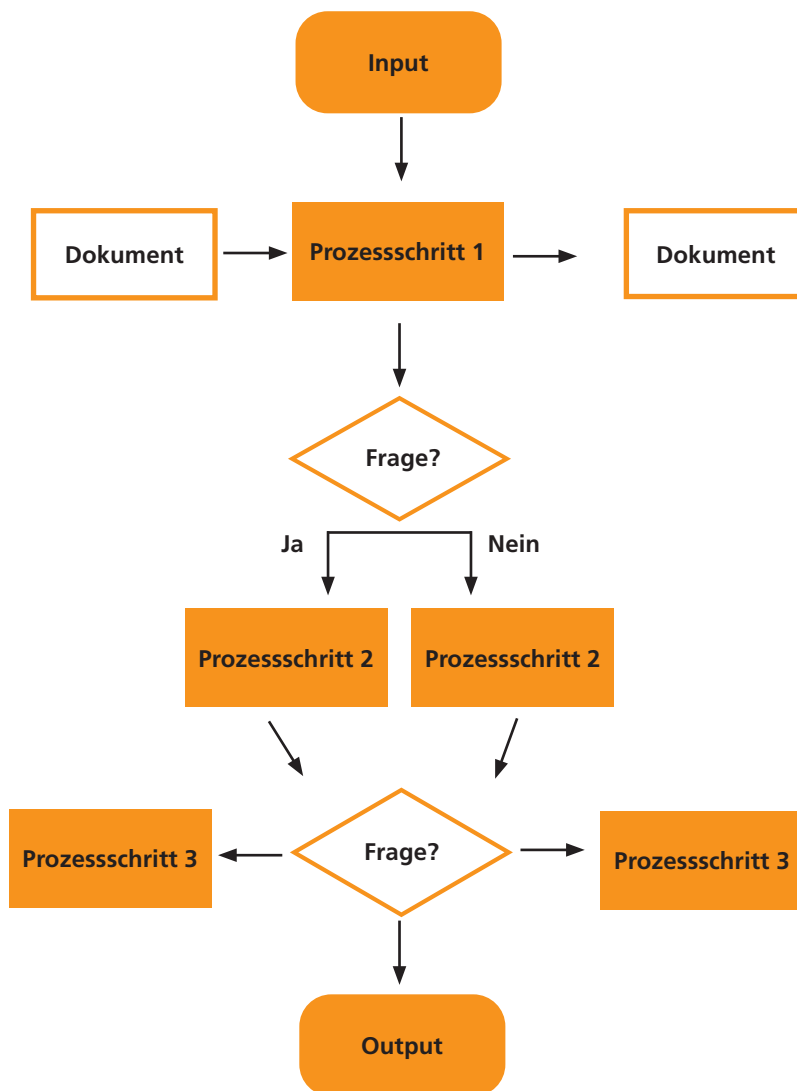 Input
Dokument
Prozessschritt 1
Dokument
Frage?
Ja
Nein
Prozessschritt 2
Prozessschritt 2
Prozessschritt 3
Frage?
Prozessschritt 3
Output